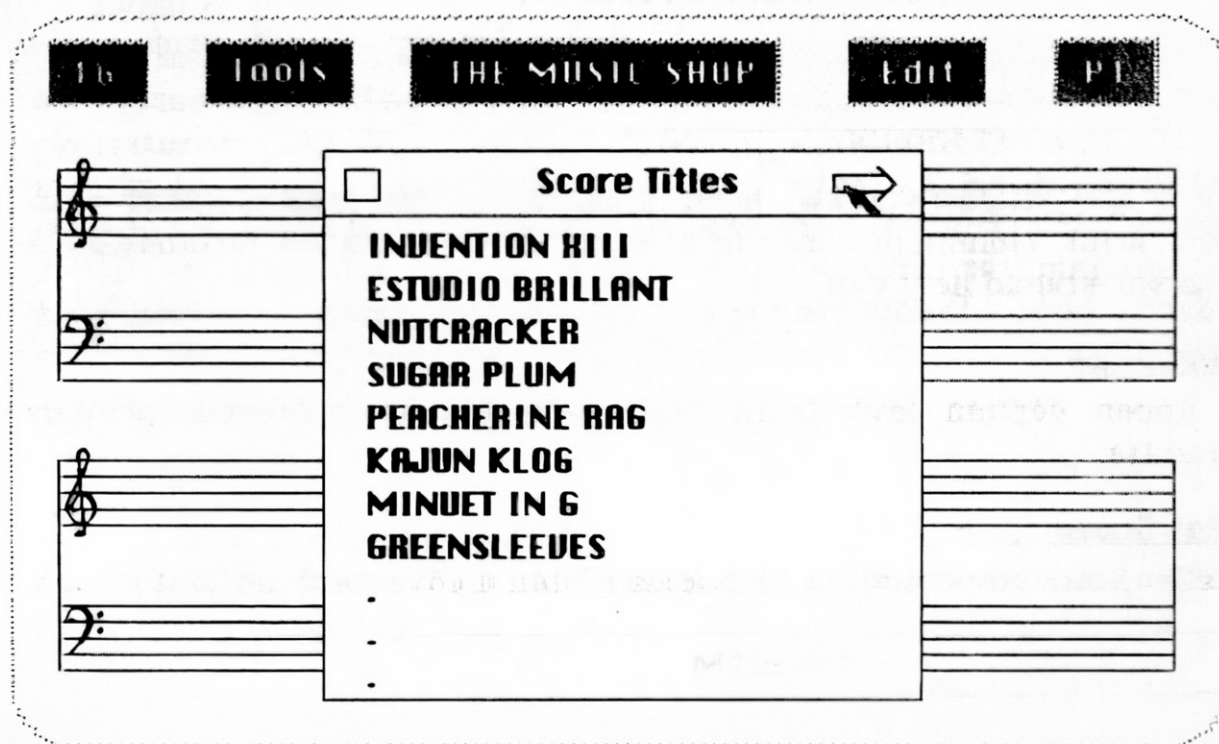 Tools THE MUSIC SHOP Edit
Score Titles
INVENTION XIII
ESTUDIO BRILLANT
NUTCRACKER
SUGAR PLUM
PEACHERINE RAG
KAJUN KLOG
MINUET IN G
GREENSLEEVES
-
-
-